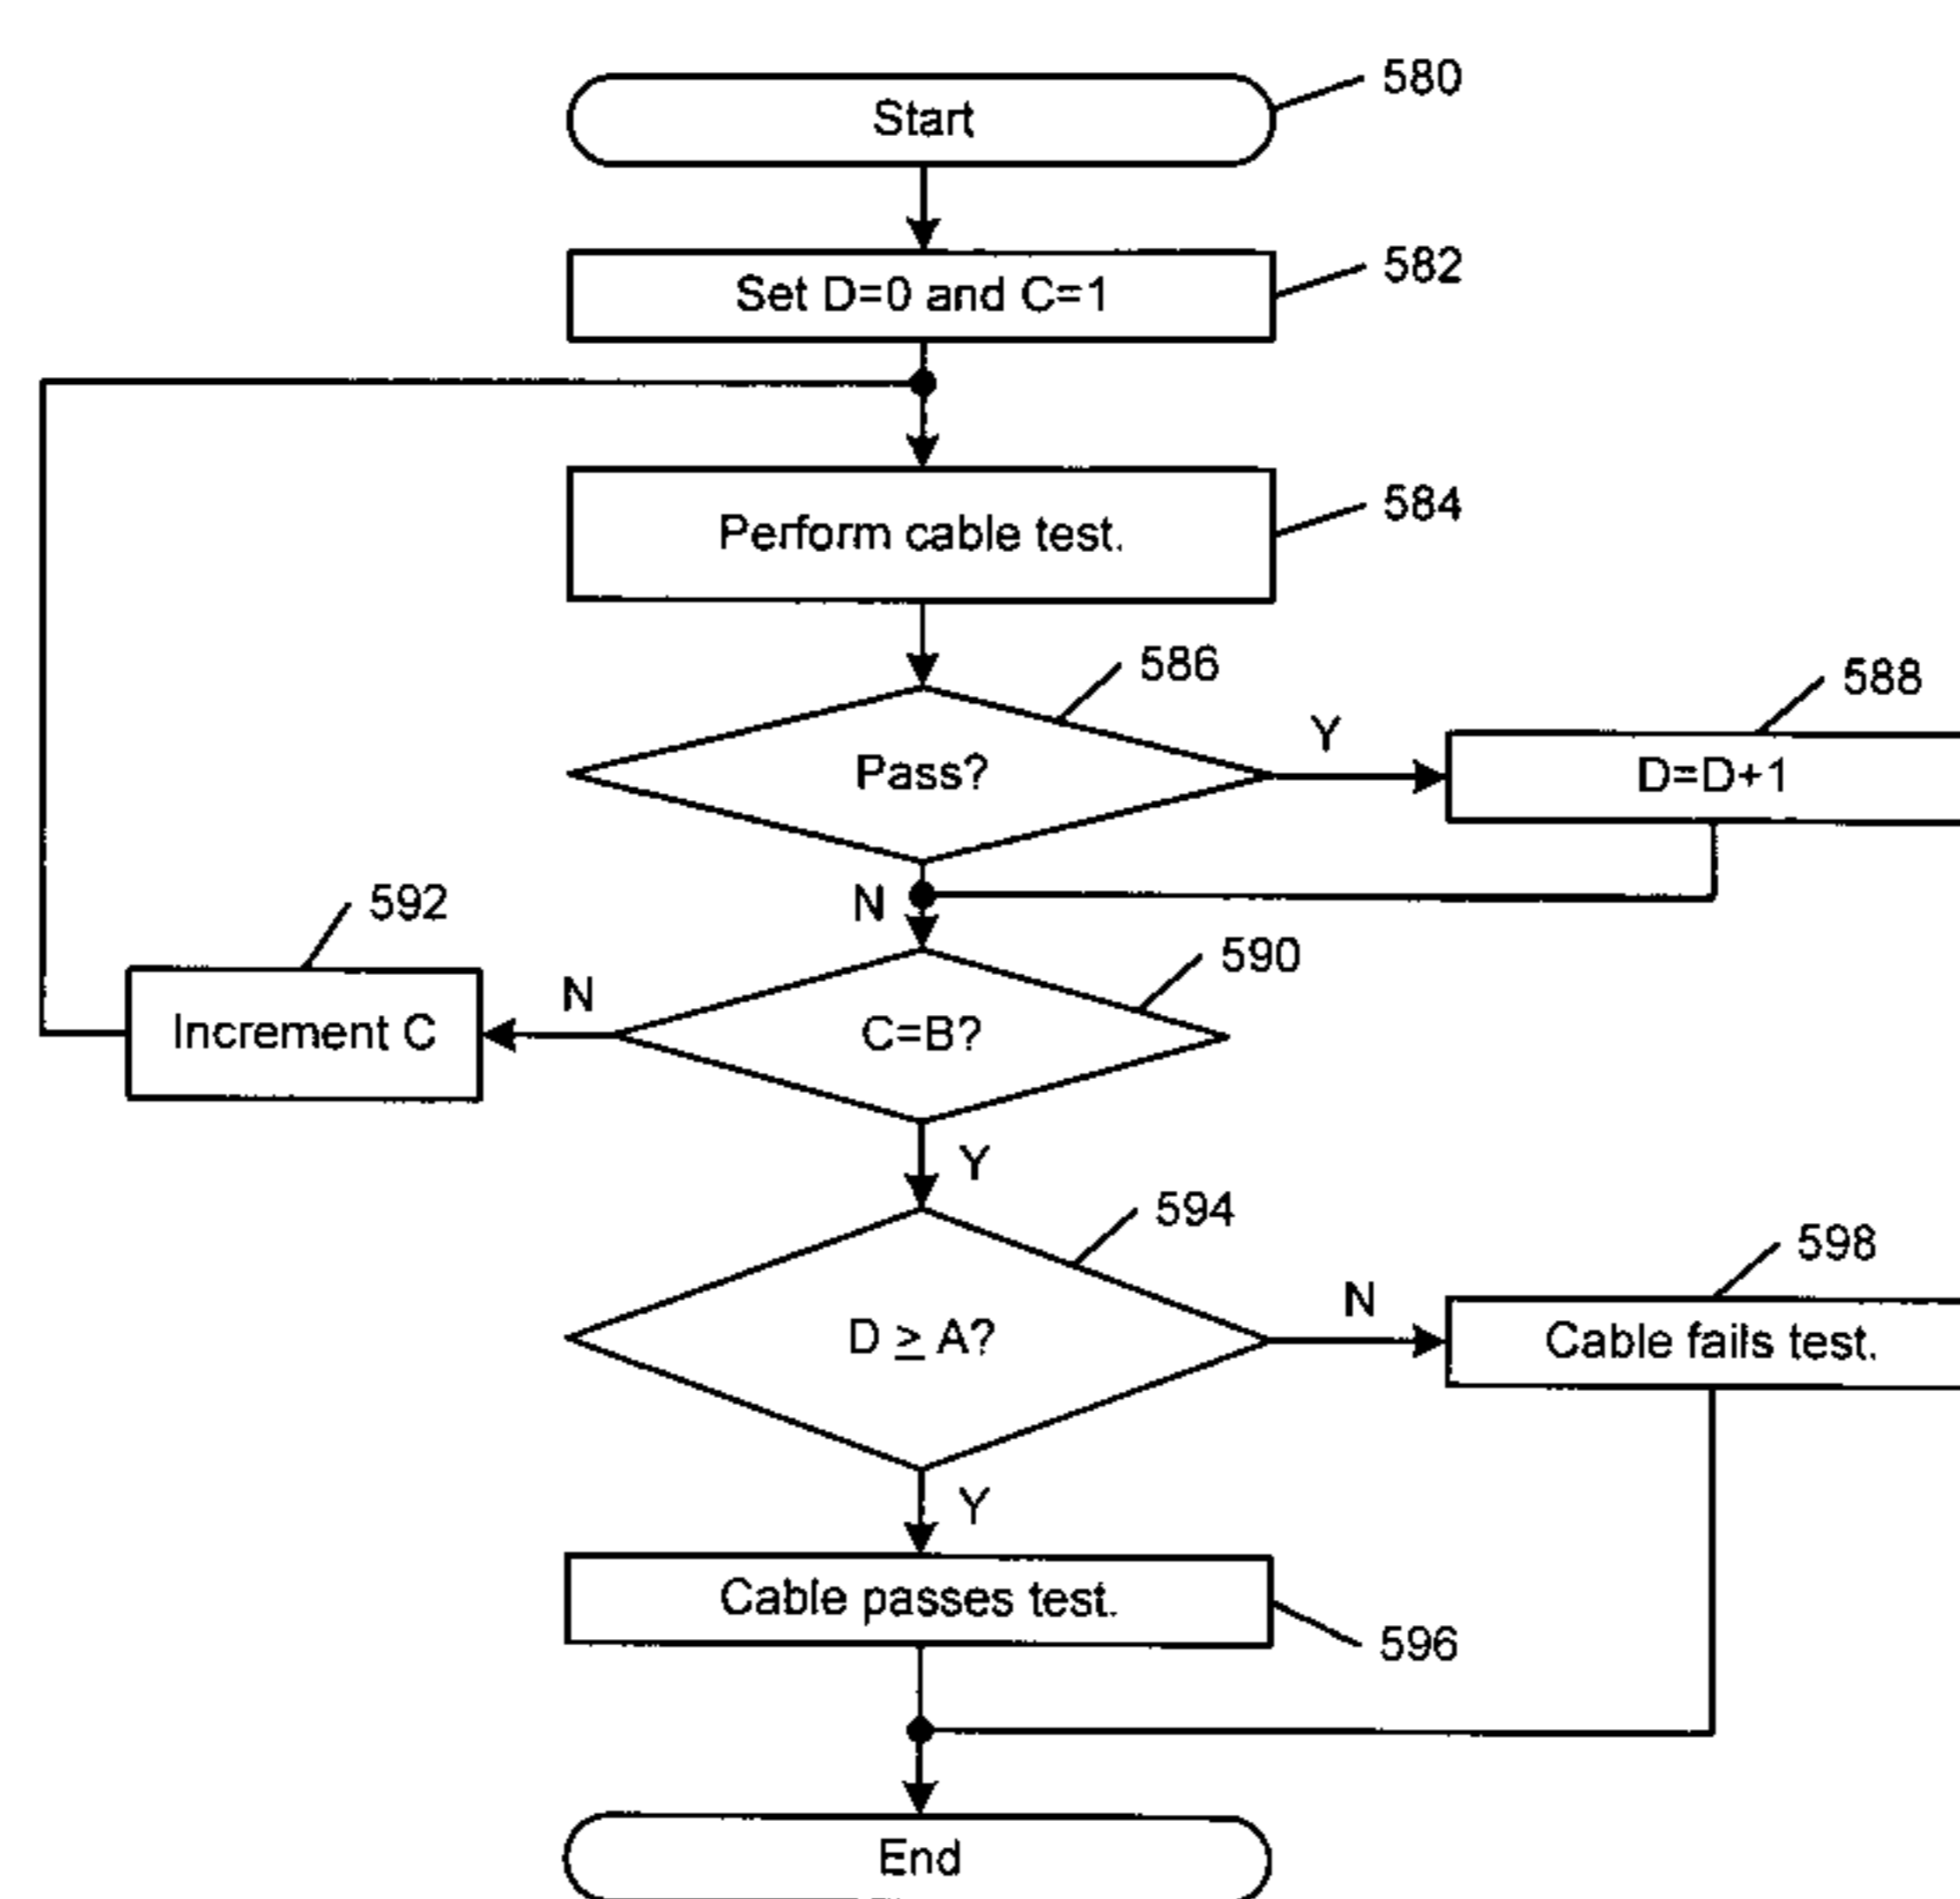 Start
580
Set D=0 and C=1
582
Perform cable test.
584
586
Pass?
Y
588
D=D+1
N
592
Increment C
N
590
C=B?
Y
594
D ≥ A?
N
598
Cable fails test.
Y
Cable passes test.
596
End